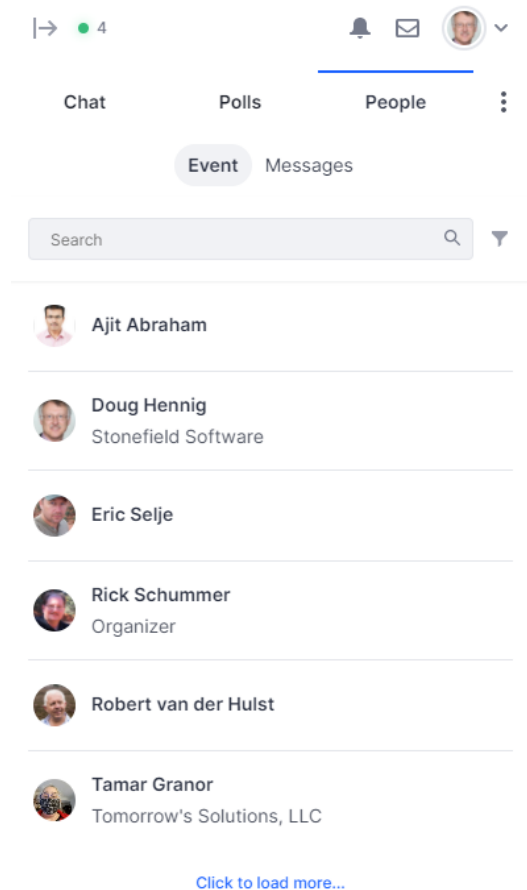 4
Chat Polls People
Event Messages
Search
Ajit Abraham
Doug Hennig
Stonefield Software
Eric Selje
Rick Schummer
Organizer
Robert van der Hulst
Tamar Granor
Tomorrow's Solutions, LLC
Click to load more...